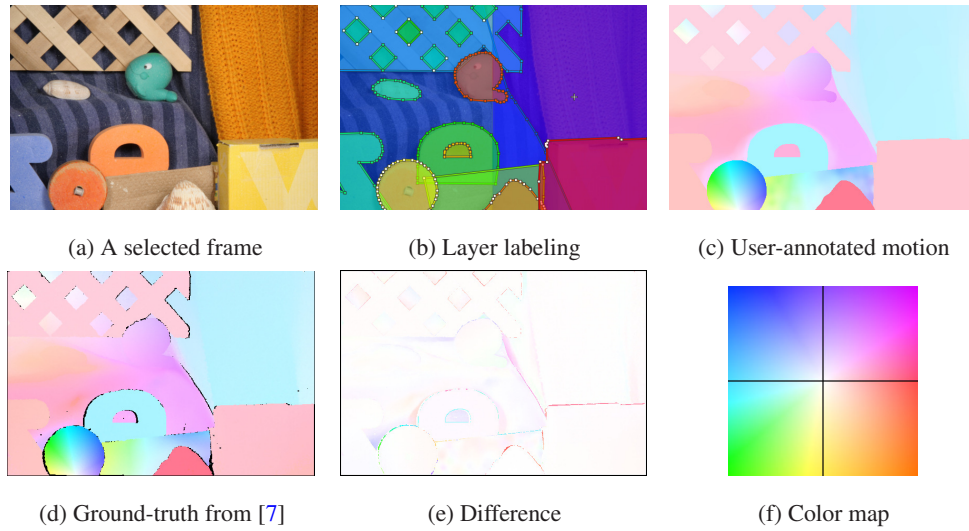 (a) A selected frame
(b) Layer labeling
(c) User-annotated motion
(d) Ground-truth from [7]
(e) Difference
(f) Color map